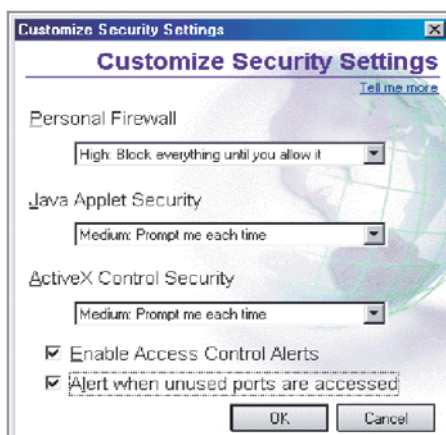 Customize Security Settings
Customize Security Settings
Tell me more
Personal Firewall
High: Block everything until you allow it
Java Applet Security
Medium: Prompt me each time
ActiveX Control Security
Medium: Prompt me each time
Enable Access Control Alerts
Alert when unused ports are accessed
OK Cancel